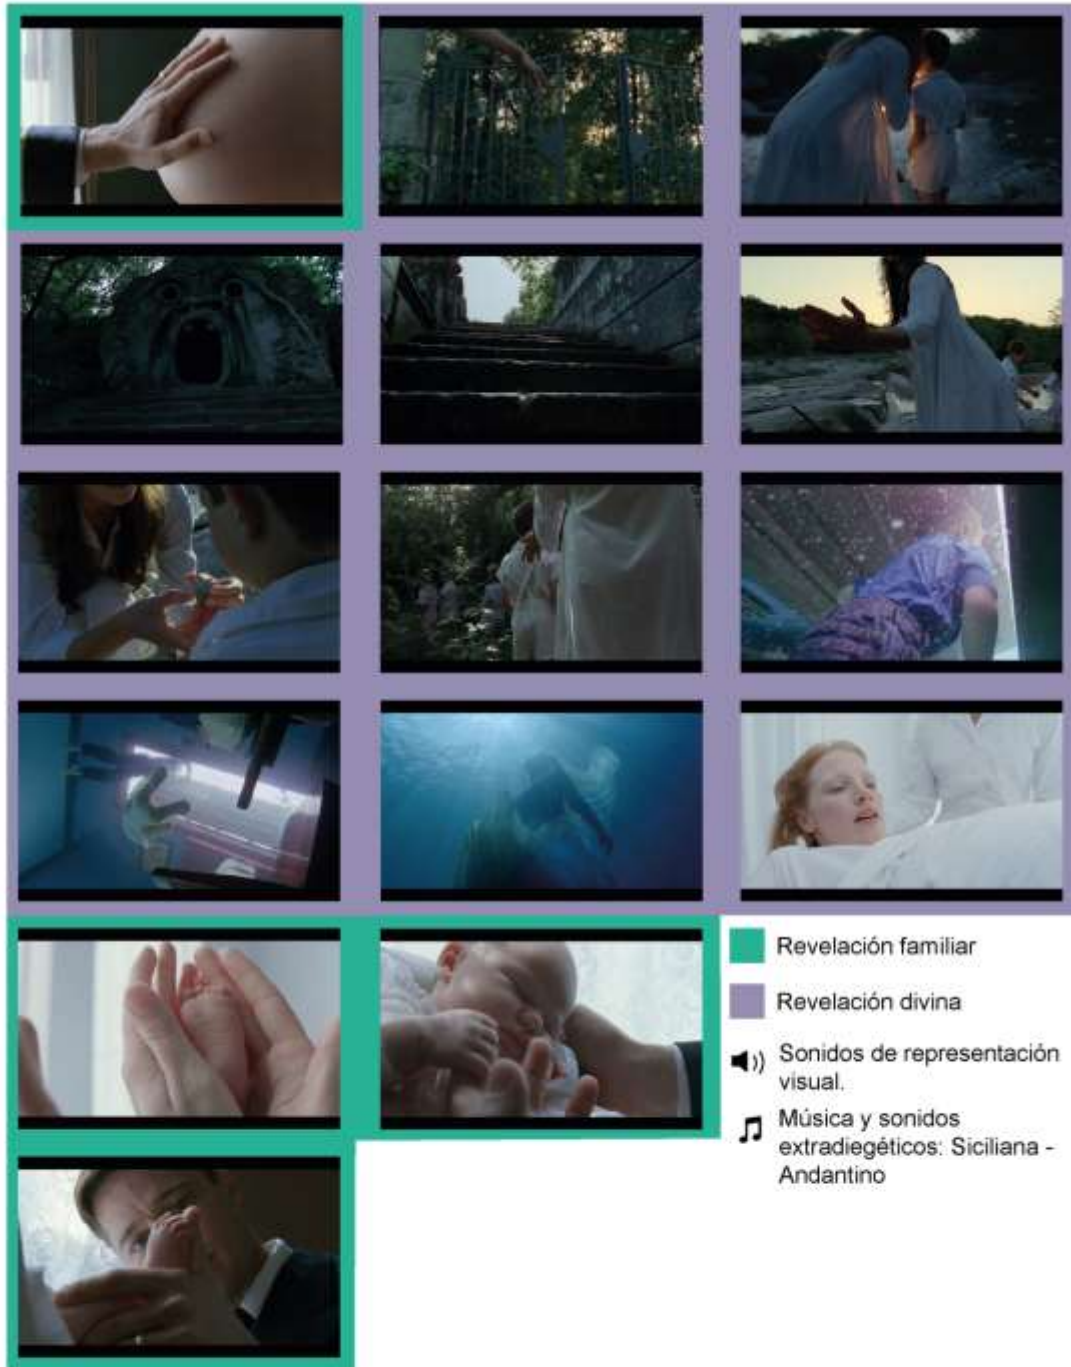 Revelación familiar
Revelación divina
Sonidos de representación
visual.
Música y sonidos
extradiegéticos: Siciliana -
Andantino